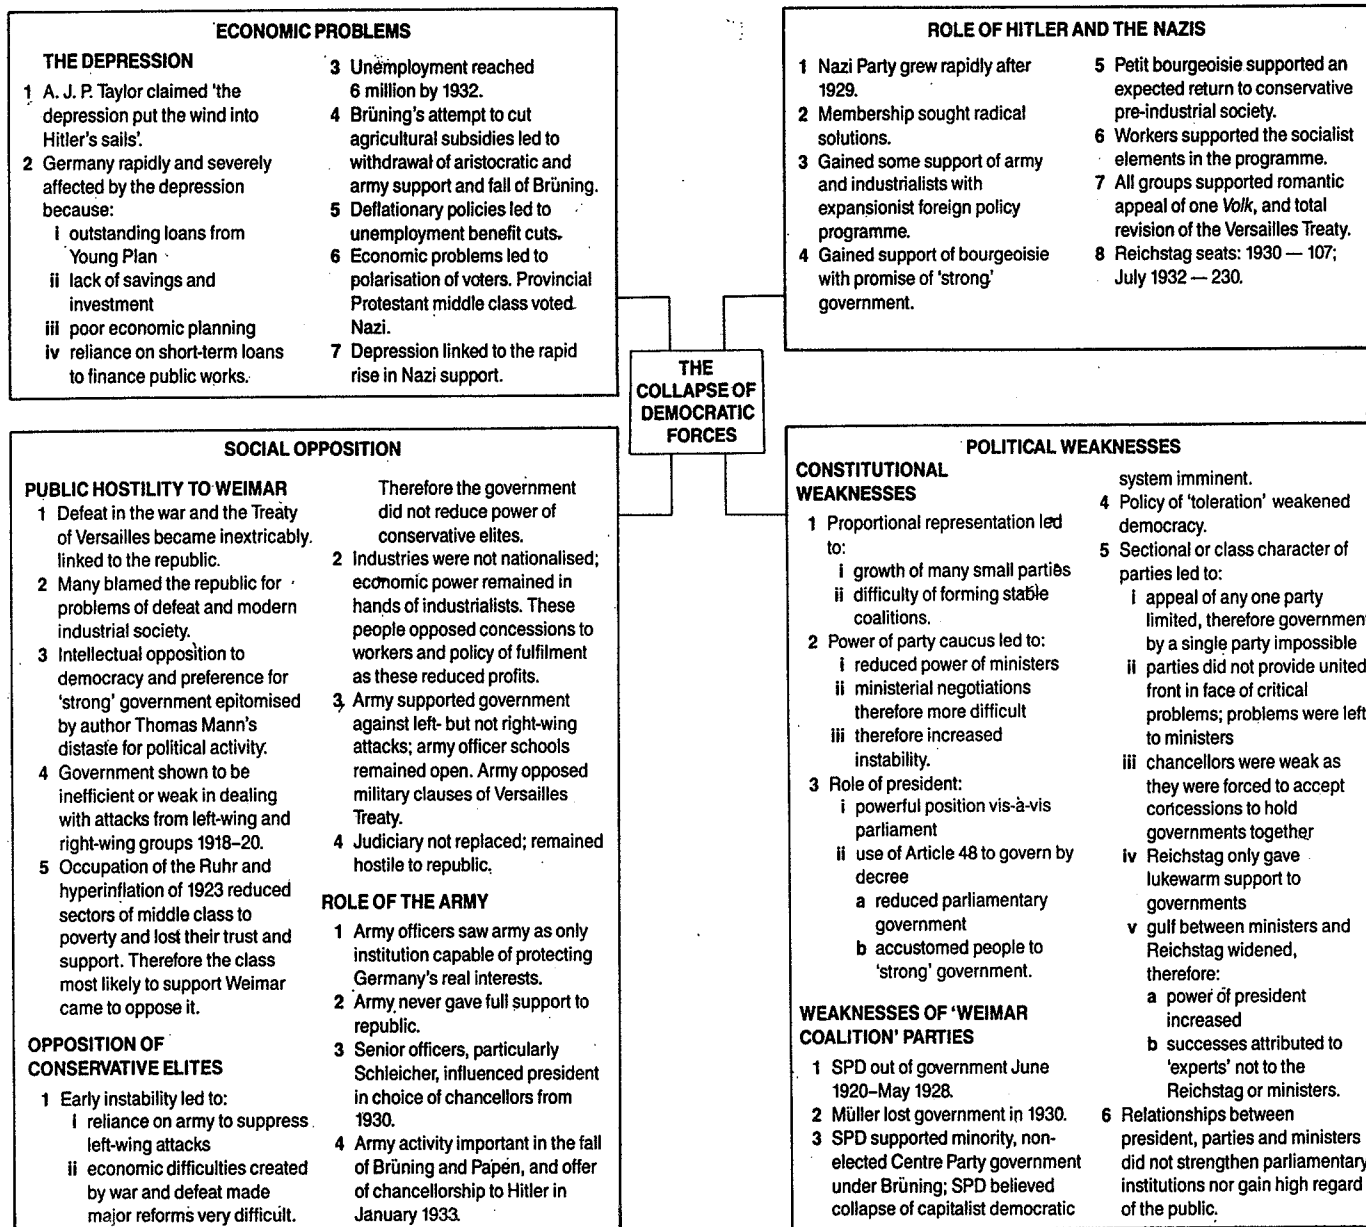 ECONOMIC PROBLEMS
THE DEPRESSION
1 A. J. P. Taylor claimed 'the
depression put the wind into
Hitler's sails'.
2 Germany rapidly and severely
affected by the depression
because:
i outstanding loans from
Young Plan
ii lack of savings and
investment
iii poor economic planning
iv reliance on short-term loans
to finance public works.
3 Unemployment reached
6 million by 1932.
4 Brüning's attempt to cut
agricultural subsidies led to
withdrawal of aristocratic and
army support and fall of Brüning.
5 Deflationary policies led to
unemployment benefit cuts.
6 Economic problems led to
polarisation of voters. Provincial
Protestant middle class voted
Nazi.
7 Depression linked to the rapid
rise in Nazi support.
ROLE OF HITLER AND THE NAZIS
1 Nazi Party grew rapidly after
1929.
2 Membership sought radical
solutions.
3 Gained some support of army
and industrialists with
expansionist foreign policy
programme.
4 Gained support of bourgeoisie
with promise of 'strong'
government.
5 Petit bourgeoisie supported an
expected return to conservative
pre-industrial society.
6 Workers supported the socialist
elements in the programme.
7 All groups supported romantic
appeal of one Volk, and total
revision of the Versailles Treaty.
8 Reichstag seats: 1930 — 107;
July 1932 — 230.
THE
COLLAPSE OF
DEMOCRATIC
FORCES
SOCIAL OPPOSITION
PUBLIC HOSTILITY TO WEIMAR
1 Defeat in the war and the Treaty
of Versailles became inextricably
linked to the republic.
2 Many blamed the republic for
problems of defeat and modern
industrial society.
3 Intellectual opposition to
democracy and preference for
'strong' government epitomised
by author Thomas Mann's
distaste for political activity.
4 Government shown to be
inefficient or weak in dealing
with attacks from left-wing and
right-wing groups 1918–20.
5 Occupation of the Ruhr and
hyperinflation of 1923 reduced
sectors of middle class to
poverty and lost their trust and
support. Therefore the class
most likely to support Weimar
came to oppose it.
OPPOSITION OF
CONSERVATIVE ELITES
1 Early instability led to:
i reliance on army to suppress
left-wing attacks
ii economic difficulties created
by war and defeat made
major reforms very difficult.
Therefore the government
did not reduce power of
conservative elites.
2 Industries were not nationalised;
economic power remained in
hands of industrialists. These
people opposed concessions to
workers and policy of fulfilment
as these reduced profits.
3 Army supported government
against left- but not right-wing
attacks; army officer schools
remained open. Army opposed
military clauses of Versailles
Treaty.
4 Judiciary not replaced; remained
hostile to republic.
ROLE OF THE ARMY
1 Army officers saw army as only
institution capable of protecting
Germany's real interests.
2 Army never gave full support to
republic.
3 Senior officers, particularly
Schleicher, influenced president
in choice of chancellors from
1930.
4 Army activity important in the fall
of Brüning and Papen, and offer
of chancellorship to Hitler in
January 1933.
POLITICAL WEAKNESSES
CONSTITUTIONAL
WEAKNESSES
1 Proportional representation led
to:
i growth of many small parties
ii difficulty of forming stable
coalitions.
2 Power of party caucus led to:
i reduced power of ministers
ii ministerial negotiations
therefore more difficult
iii therefore increased
instability.
3 Role of president:
i powerful position vis-à-vis
parliament
ii use of Article 48 to govern by
decree
a reduced parliamentary
government
b accustomed people to
'strong' government.
WEAKNESSES OF 'WEIMAR
COALITION' PARTIES
1 SPD out of government June
1920–May 1928.
2 Müller lost government in 1930.
3 SPD supported minority, non-
elected Centre Party government
under Brüning; SPD believed
collapse of capitalist democratic
system imminent.
4 Policy of 'toleration' weakened
democracy.
5 Sectional or class character of
parties led to:
i appeal of any one party
limited, therefore government
by a single party impossible
ii parties did not provide united
front in face of critical
problems; problems were left
to ministers
iii chancellors were weak as
they were forced to accept
concessions to hold
governments together
iv Reichstag only gave
lukewarm support to
governments
v gulf between ministers and
Reichstag widened,
therefore:
a power of president
increased
b successes attributed to
'experts' not to the
Reichstag or ministers.
6 Relationships between
president, parties and ministers
did not strengthen parliamentary
institutions nor gain high regard
of the public.